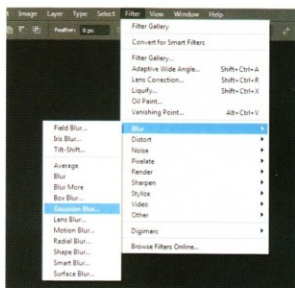 Image Layer Type Select Filter View Window Help
Feather: 0 px
Filter Gallery
Convert for Smart Filters
Filter Gallery...
Adaptive Wide Angle... Shift+Ctrl+A
Lens Correction... Shift+Ctrl+R
Liquify... Shift+Ctrl+X
Oil Paint...
Vanishing Point... Alt+Ctrl+V
Blur
Distort
Noise
Pixelate
Render
Sharpen
Stylize
Video
Other
Digimarc
Browse Filters Online...
Field Blur...
Iris Blur...
Tilt-Shift...
Average
Blur
Blur More
Box Blur...
Gaussian Blur...
Lens Blur...
Motion Blur...
Radial Blur...
Shape Blur...
Smart Blur...
Surface Blur...